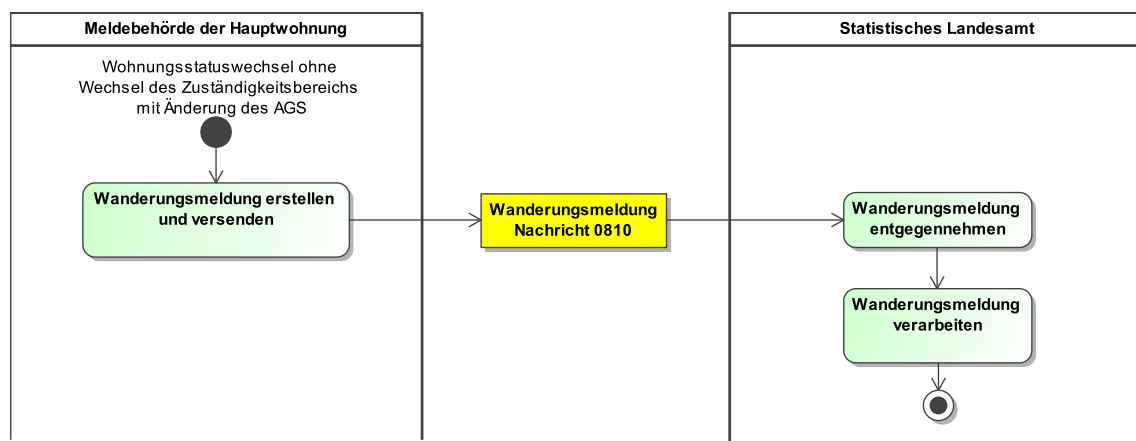 Meldebehörde der Hauptwohnung
Statistisches Landesamt
Wohnungsstatuswechsel ohne
Wechsel des Zuständigkeitsbereichs
mit Änderung des AGS
Wanderungsmeldung erstellen
und versenden
Wanderungsmeldung
Nachricht 0810
Wanderungsmeldung
entgegennehmen
Wanderungsmeldung
verarbeiten